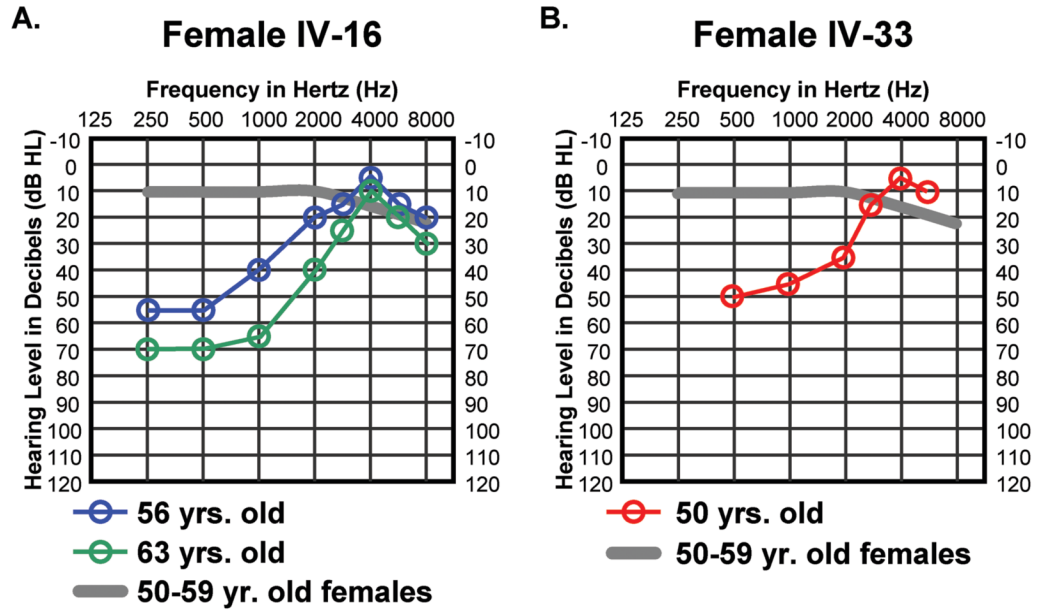 A.
Female IV-16
Frequency in Hertz (Hz)
125 250 500 1000 2000 4000 8000
Hearing Level in Decibels (dB HL)
-10 -10
0 0
10 10
20 20
30 30
40 40
50 50
60 60
70 70
80 80
90 90
100 100
110 110
120 120
56 yrs. old
63 yrs. old
50-59 yr. old females
B.
Female IV-33
Frequency in Hertz (Hz)
125 250 500 1000 2000 4000 8000
Hearing Level in Decibels (dB HL)
-10 -10
0 0
10 10
20 20
30 30
40 40
50 50
60 60
70 70
80 80
90 90
100 100
110 110
120 120
50 yrs. old
50-59 yr. old females